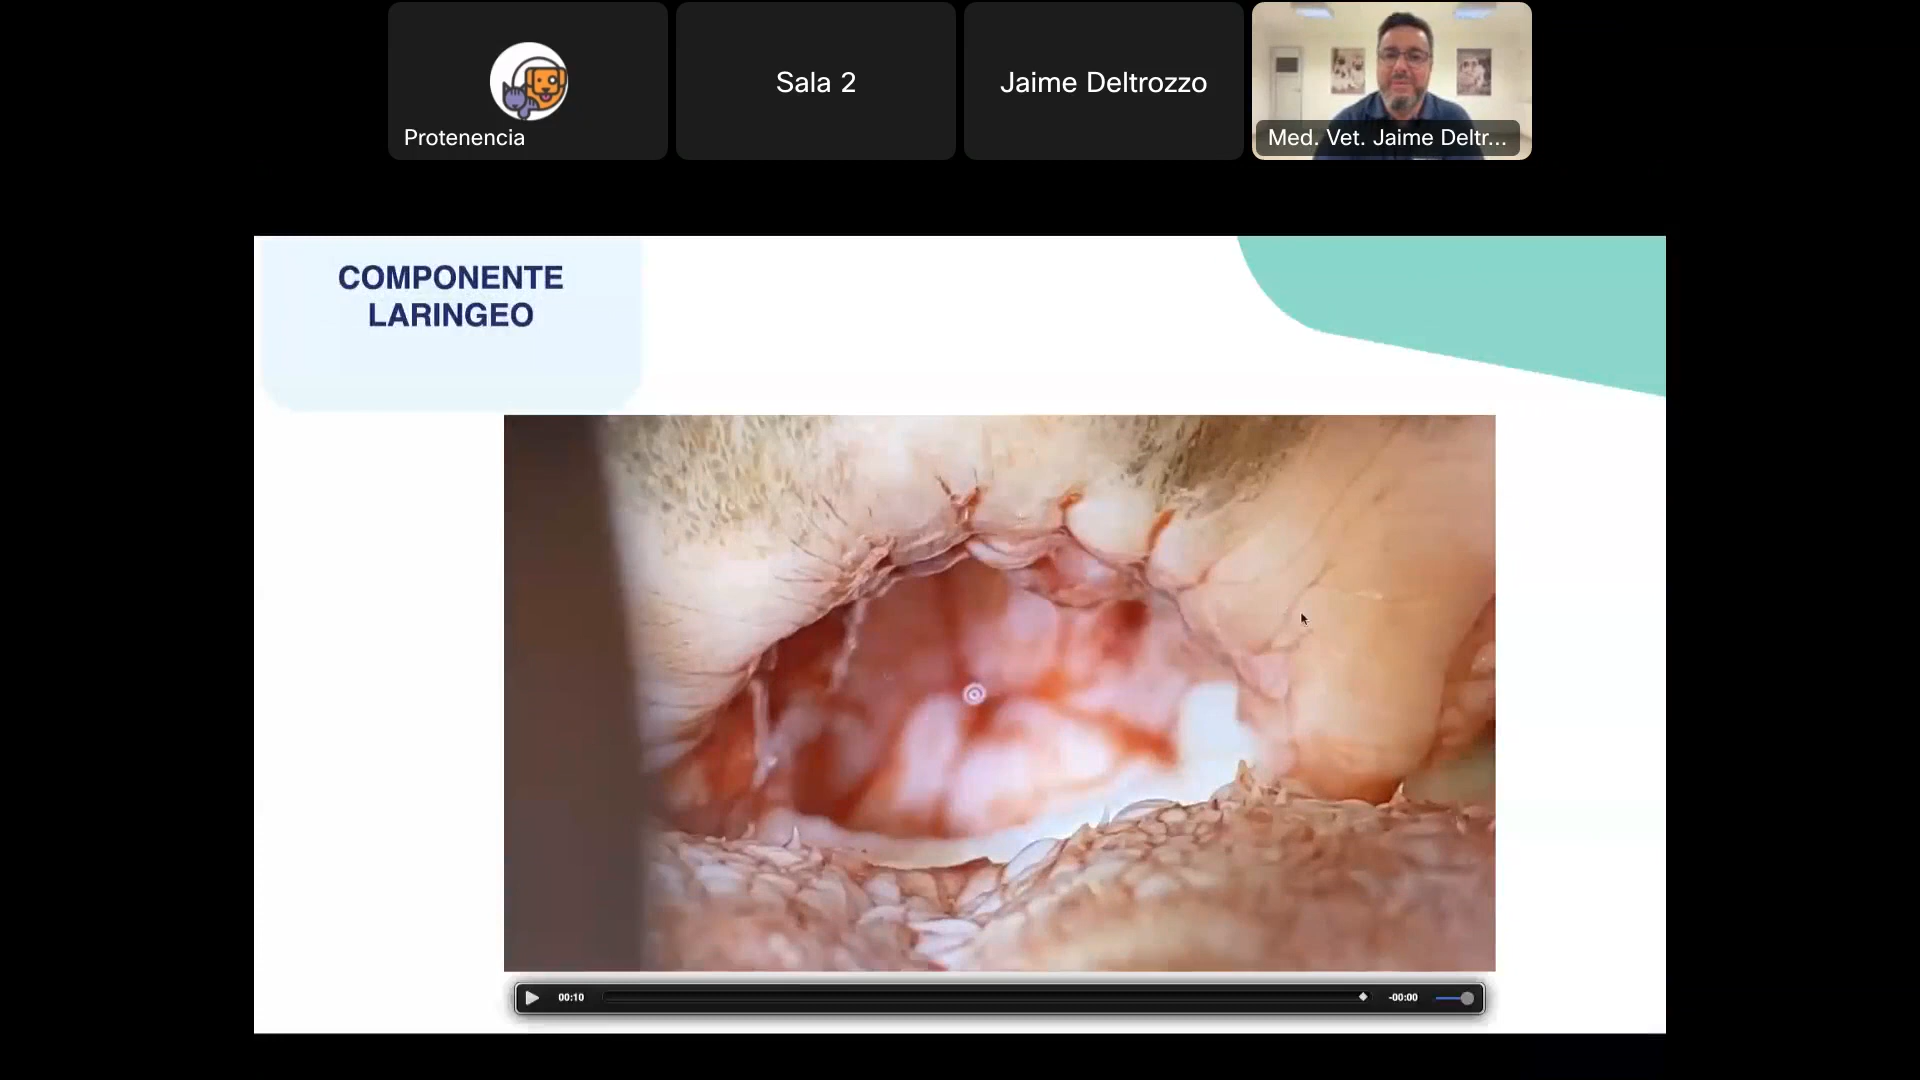 Protenencia
Sala 2
Jaime Deltrozzo
Med. Vet. Jaime Deltr...
COMPONENTE
LARINGEO
00:10
-00:00